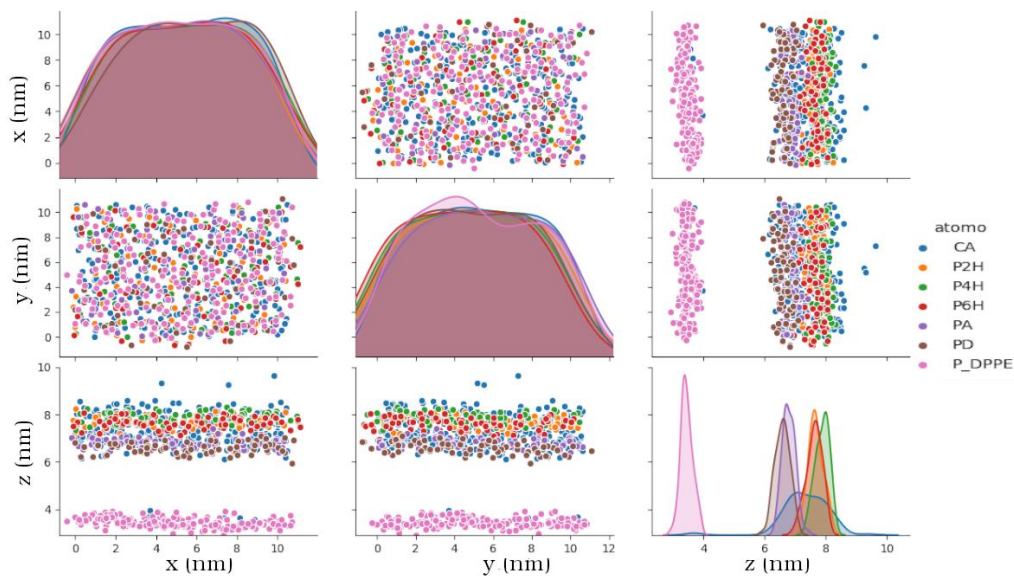 10
8
6
4
2
0
x (nm)
10
8
6
4
2
0
y (nm)
atomo
CA
P2H
P4H
P6H
PA
PD
P_DPPE
10
8
6
4
z (nm)
0 2 4 6 8 10
0 2 4 6 8 10 12
4 6 8 10
x (nm)
y (nm)
z (nm)